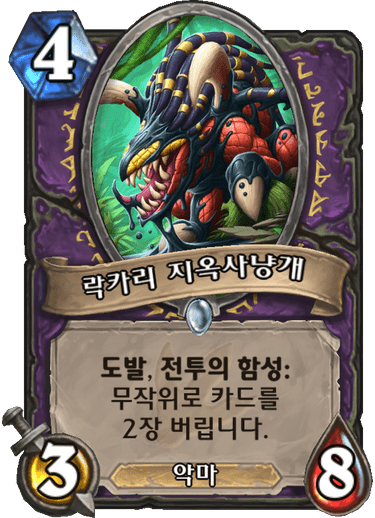 4
락카리 지옥사냥개
도발, 전투의 함성:
무작위로 카드를
2장 버립니다.
3
악마
8